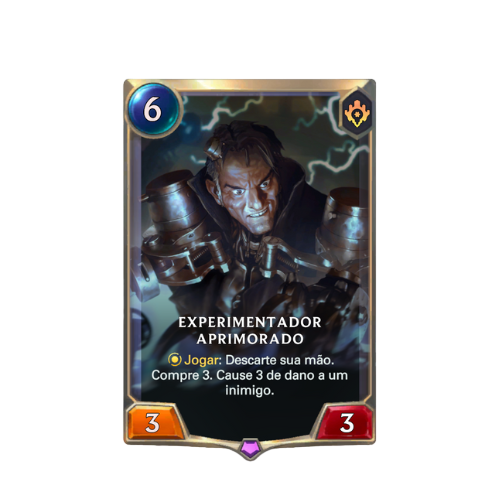 6
EXPERIMENTADOR
APRIMORADO
Jogar: Descarte sua mão.
Compre 3. Cause 3 de dano a um
inimigo.
3 3